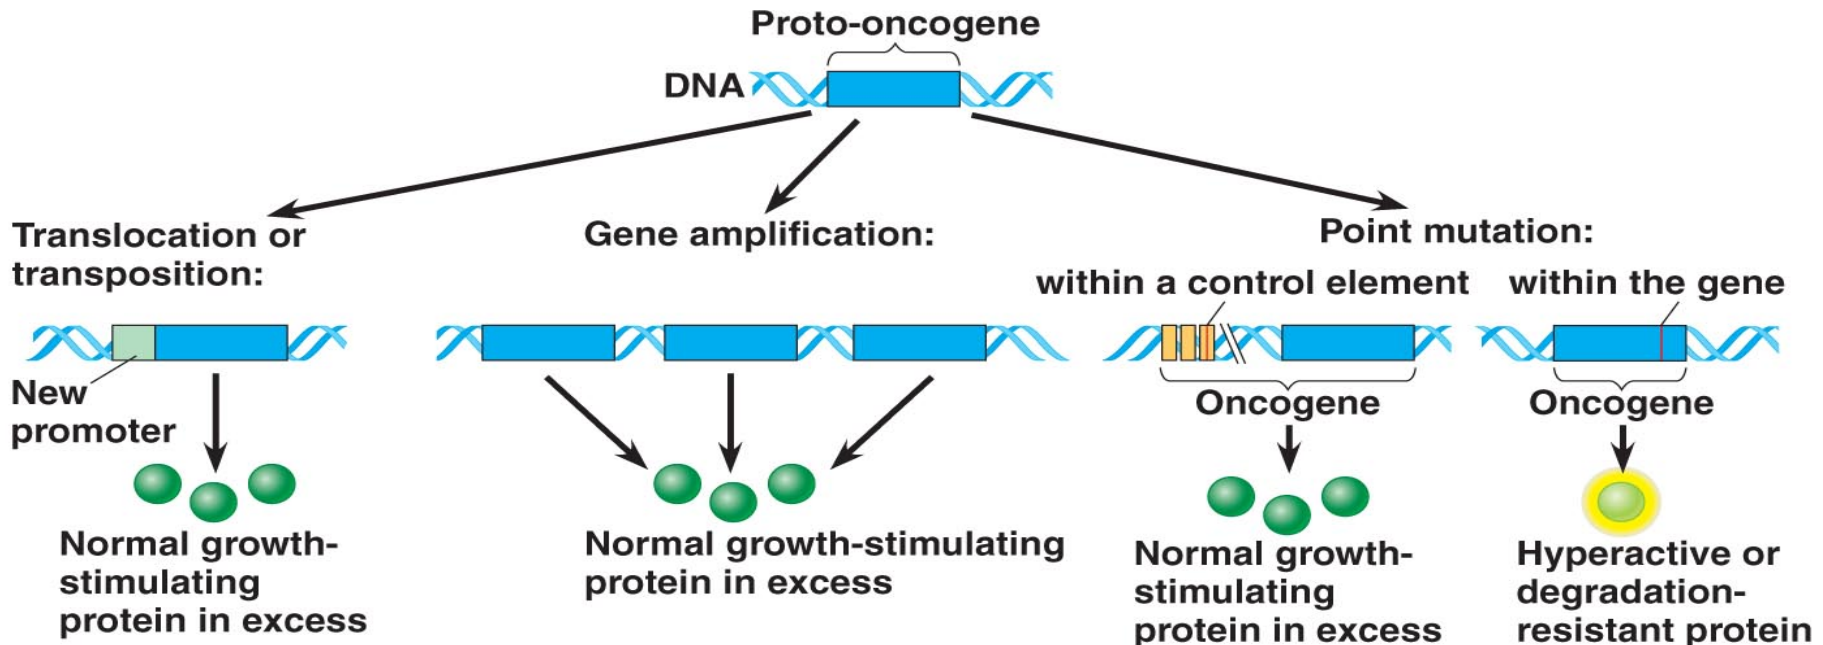 Proto-oncogene
DNA
Translocation or
transposition:
New
promoter
Normal growth-
stimulating
protein in excess
Gene amplification:
Normal growth-stimulating
protein in excess
Point mutation:
within a control element
Oncogene
Normal growth-
stimulating
protein in excess
within the gene
Oncogene
Hyperactive or
degradation-
resistant protein